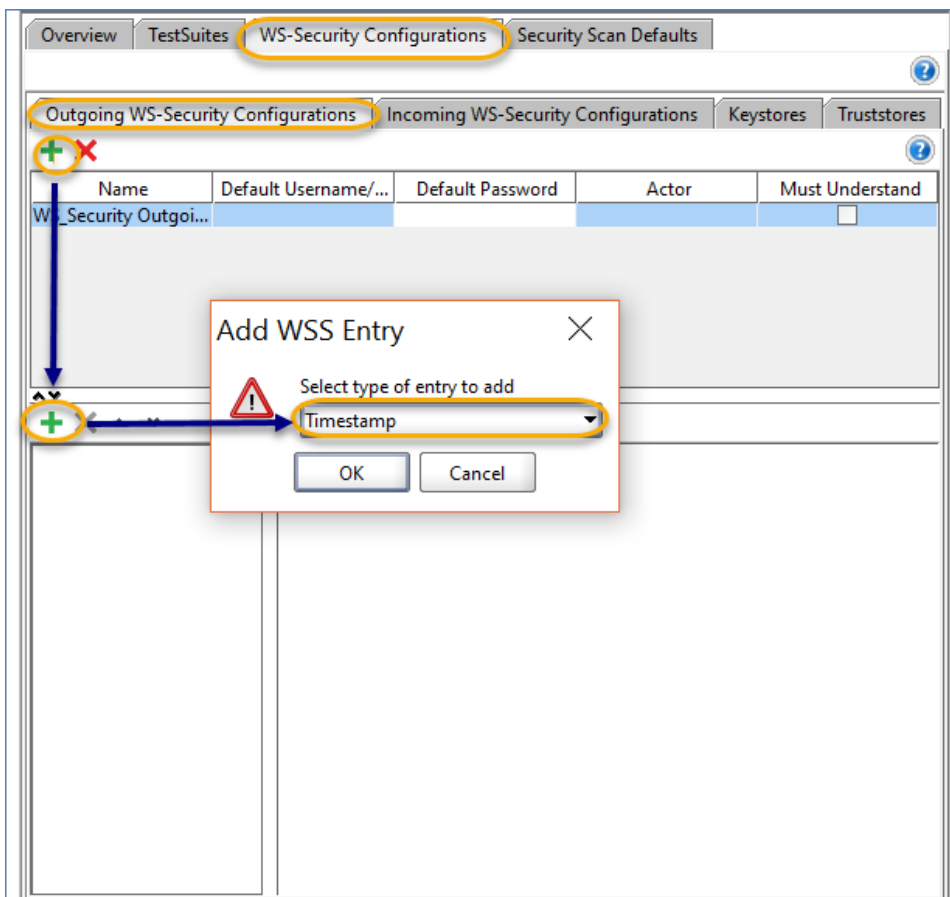 Overview TestSuites WS-Security Configurations Security Scan Defaults
Outgoing WS-Security Configurations Incoming WS-Security Configurations Keystores Truststores
Name Default Username/... Default Password Actor Must Understand
WS_Security Outgoi...
Add WSS Entry
Select type of entry to add
Timestamp
OK Cancel